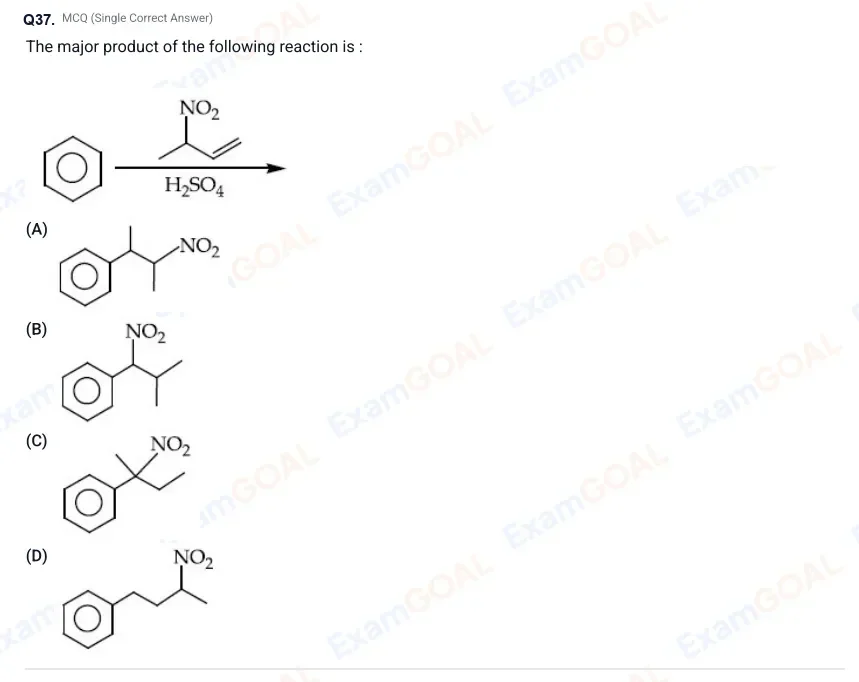 Q37. MCQ (Single Correct Answer)
The major product of the following reaction is :
NO₂
H₂SO₄
(A)
NO₂
(B)
NO₂
(C)
NO₂
(D)
NO₂
ExamGOAL
ExamGOAL
ExamGOAL
ExamGOAL
ExamGOAL
ExamGOAL
ExamGOAL
ExamGOAL